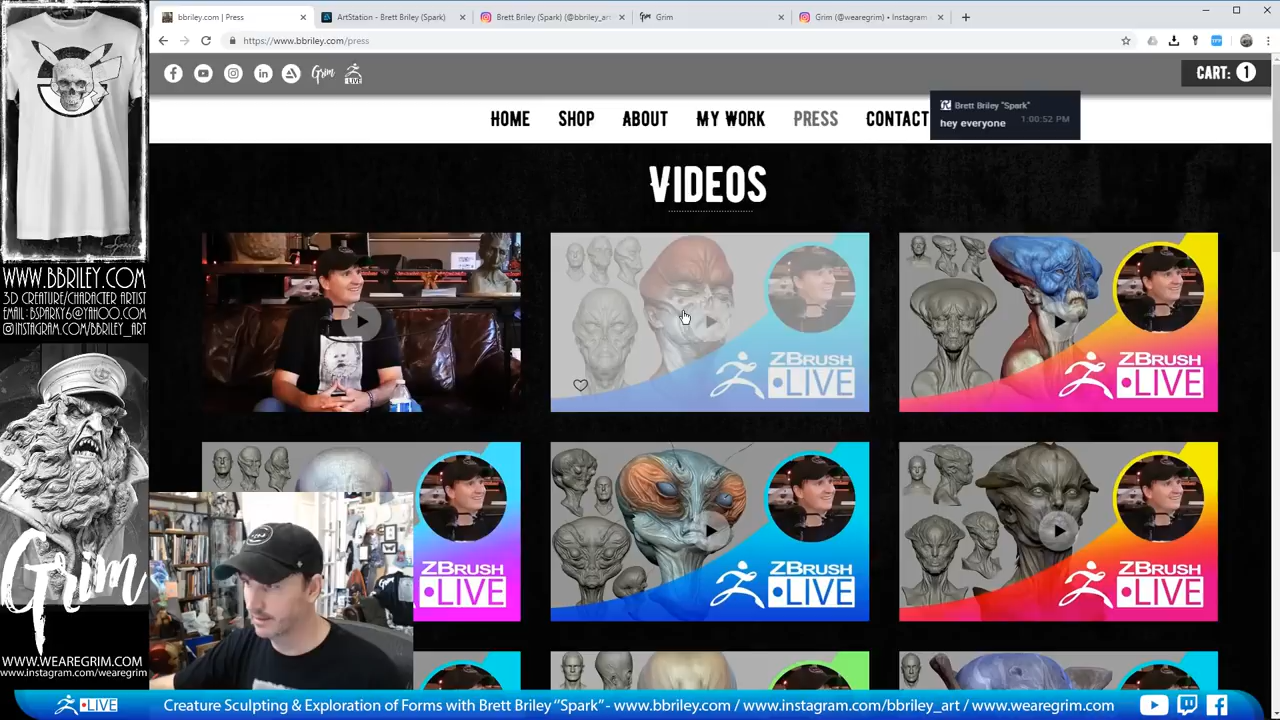 bbriley.com | Press
ArtStation - Brett Briley (Spark)
Brett Briley (Spark) (@bbriley_ar
Grim
Grim (@wearegrim) • Instagram
https://www.bbriley.com/press
Grim
LIVE
CART: 1
HOME
SHOP
ABOUT
MY WORK
PRESS
CONTACT
Brett Briley "Spark"
hey everyone
1:00:52 PM
VIDEOS
ZBRUSH
LIVE
ZBRUSH
LIVE
ZBRUSH
LIVE
ZBRUSH
LIVE
ZBRUSH
LIVE
WWW.BBRILEY.COM
3D CREATURE/CHARACTER ARTIST
EMAIL: BSPARKY6@YAHOO.COM
INSTAGRAM.COM/BBRILEY_ART
Grim
WWW.WEAREGRIM.COM
www.instagram.com/wearegrim
LIVE
Creature Sculpting & Exploration of Forms with Brett Briley "Spark" - www.bbriley.com / www.instagram.com/bbriley_art / www.wearegrim.com